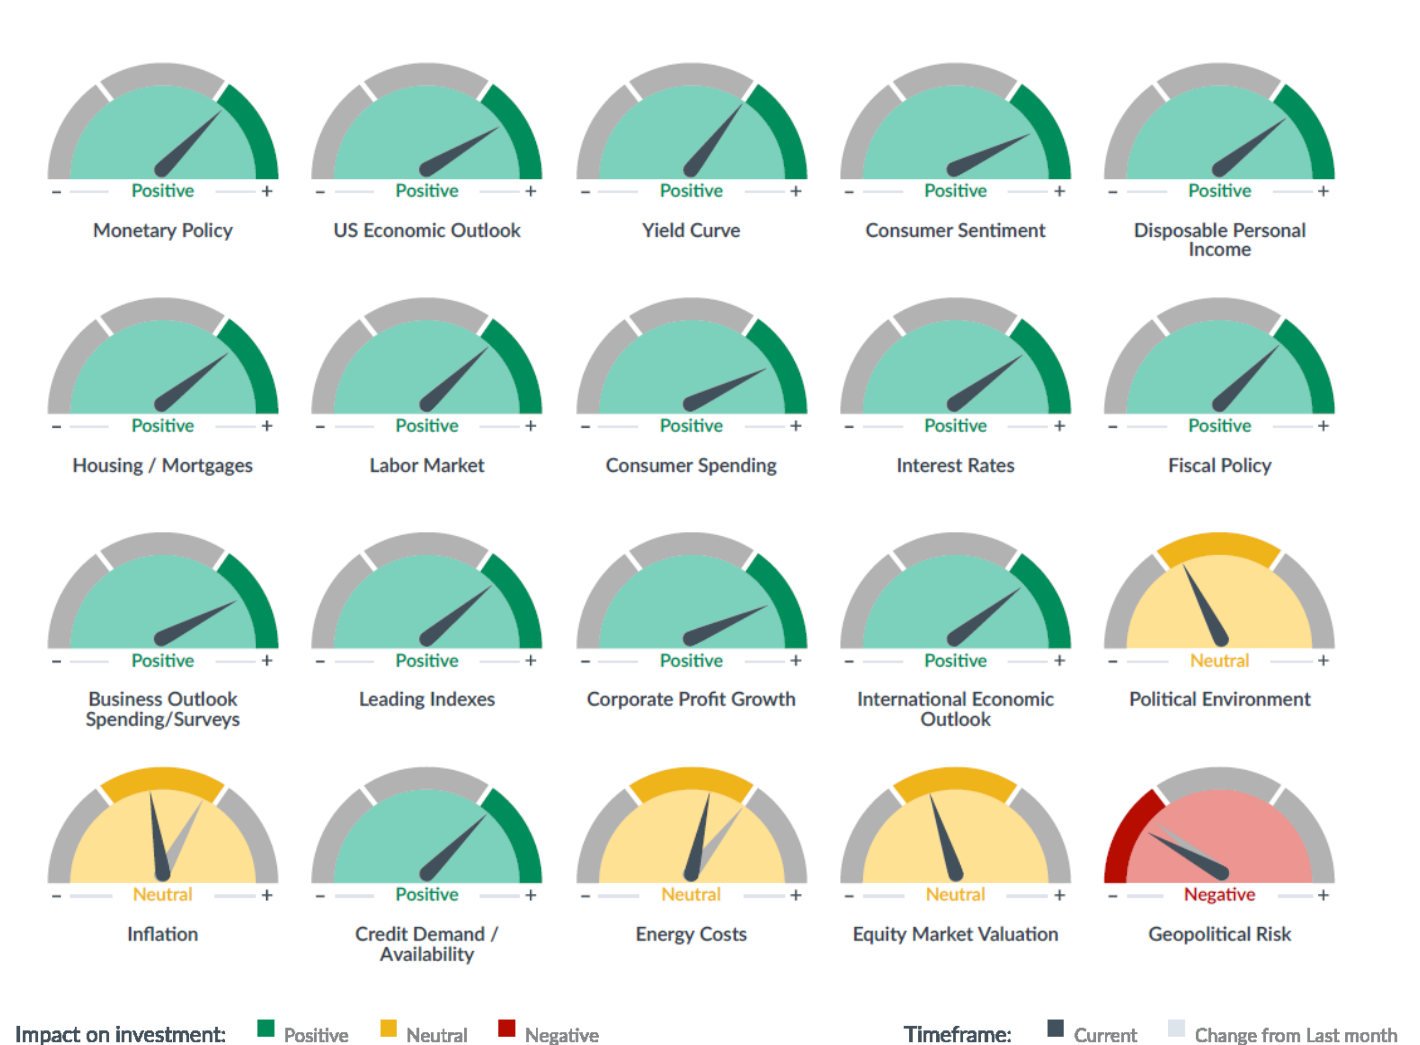 – Positive + – Positive + – Positive + – Positive + – Positive +
Monetary Policy US Economic Outlook Yield Curve Consumer Sentiment Disposable Personal
Income
– Positive + – Positive + – Positive + – Positive + – Positive +
Housing / Mortgages Labor Market Consumer Spending Interest Rates Fiscal Policy
– Positive + – Positive + – Positive + – Positive + – Neutral +
Business Outlook Leading Indexes Corporate Profit Growth International Economic Political Environment
Spending/Surveys Outlook
– Neutral + – Positive + – Neutral + – Neutral + – Negative +
Inflation Credit Demand / Energy Costs Equity Market Valuation Geopolitical Risk
Availability
Impact on investment: Positive Neutral Negative Timeframe: Current Change from Last month